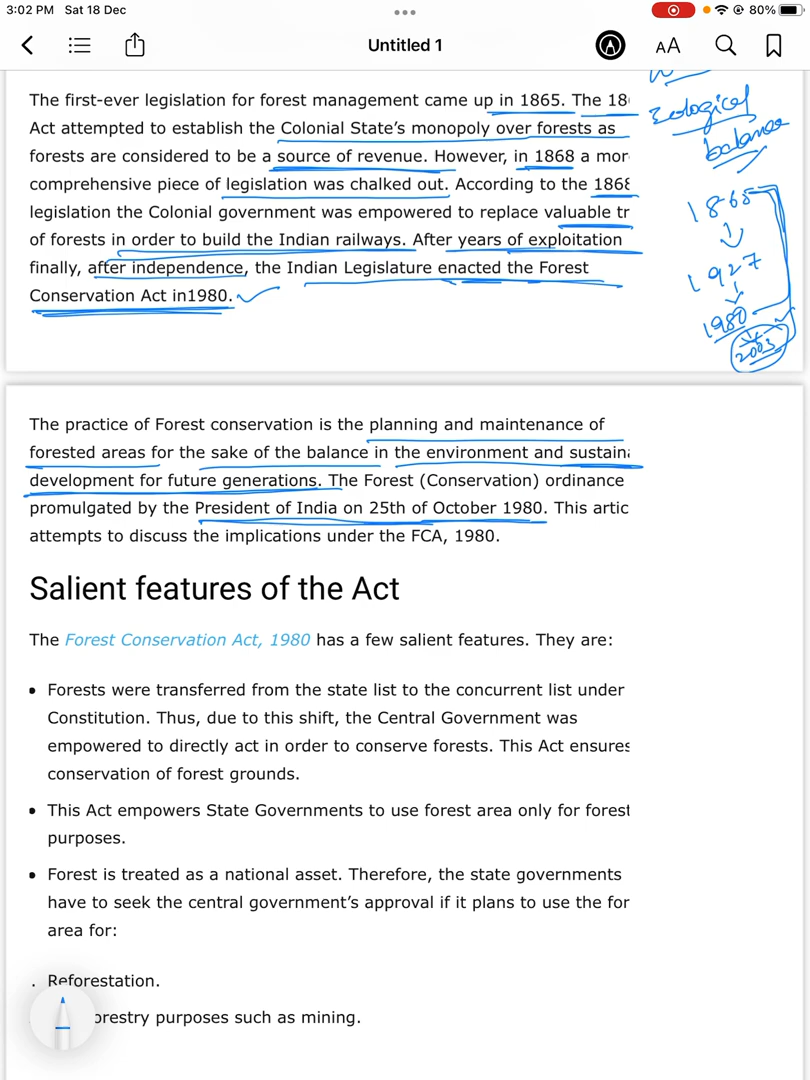 3:02 PM Sat 18 Dec
80%
Untitled 1
AA
The first-ever legislation for forest management came up in 1865. The 18
Act attempted to establish the Colonial State's monopoly over forests as
forests are considered to be a source of revenue. However, in 1868 a mor
comprehensive piece of legislation was chalked out. According to the 1868
legislation the Colonial government was empowered to replace valuable tr
of forests in order to build the Indian railways. After years of exploitation
finally, after independence, the Indian Legislature enacted the Forest
Conservation Act in1980.
Ecological
balance
1865
1927
1980
2003
The practice of Forest conservation is the planning and maintenance of
forested areas for the sake of the balance in the environment and sustain
development for future generations. The Forest (Conservation) ordinance
promulgated by the President of India on 25th of October 1980. This artic
attempts to discuss the implications under the FCA, 1980.
Salient features of the Act
The Forest Conservation Act, 1980 has a few salient features. They are:
• Forests were transferred from the state list to the concurrent list under
Constitution. Thus, due to this shift, the Central Government was
empowered to directly act in order to conserve forests. This Act ensures
conservation of forest grounds.
• This Act empowers State Governments to use forest area only for forest
purposes.
• Forest is treated as a national asset. Therefore, the state governments
have to seek the central government's approval if it plans to use the for
area for:
. Reforestation.
orestry purposes such as mining.